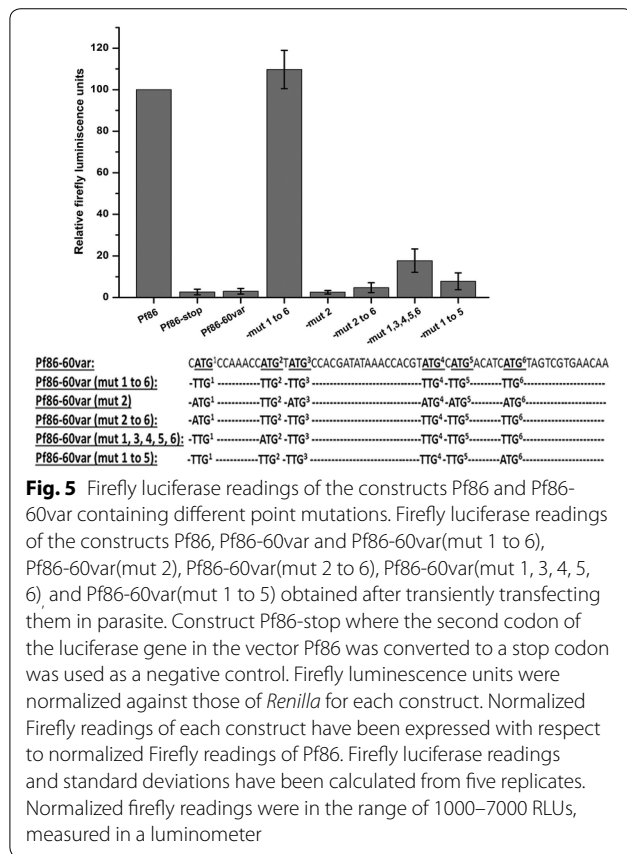 120
100
80
60
40
20
0
Relative firefly luminiscence units
Pf86
Pf86-stop
Pf86-60var
-mut 1 to 6
-mut 2
-mut 2 to 6
-mut 1,3,4,5,6
-mut 1 to 5
Pf86-60var: CATG¹CCAAACCATG²TATG³CCACGATATAAACCACGTATG⁴CATG⁵ACATCATG⁶TAGTCGTGAACAA
Pf86-60var (mut 1 to 6): -TTG¹ -----------TTG² -TTG³ ----------------------TTG⁴ -TTG⁵--------TTG⁶------------------------
Pf86-60var (mut 2) -ATG¹ -----------TTG² -ATG³ ----------------------ATG⁴ -ATG⁵--------ATG⁶------------------------
Pf86-60var (mut 2 to 6): -ATG¹ -----------TTG² -TTG³ ----------------------TTG⁴ -TTG⁵--------TTG⁶------------------------
Pf86-60var (mut 1, 3, 4, 5, 6): -TTG¹ -----------ATG² -TTG³ ----------------------TTG⁴ -TTG⁵--------TTG⁶------------------------
Pf86-60var (mut 1 to 5): -TTG¹ -----------TTG² -TTG³ ----------------------TTG⁴ -TTG⁵--------ATG⁶------------------------
Fig. 5 Firefly luciferase readings of the constructs Pf86 and Pf86-
60var containing different point mutations. Firefly luciferase readings
of the constructs Pf86, Pf86-60var and Pf86-60var(mut 1 to 6),
Pf86-60var(mut 2), Pf86-60var(mut 2 to 6), Pf86-60var(mut 1, 3, 4, 5,
6), and Pf86-60var(mut 1 to 5) obtained after transiently transfecting
them in parasite. Construct Pf86-stop where the second codon of
the luciferase gene in the vector Pf86 was converted to a stop codon
was used as a negative control. Firefly luminescence units were
normalized against those of Renilla for each construct. Normalized
Firefly readings of each construct have been expressed with respect
to normalized Firefly readings of Pf86. Firefly luciferase readings
and standard deviations have been calculated from five replicates.
Normalized firefly readings were in the range of 1000–7000 RLUs,
measured in a luminometer